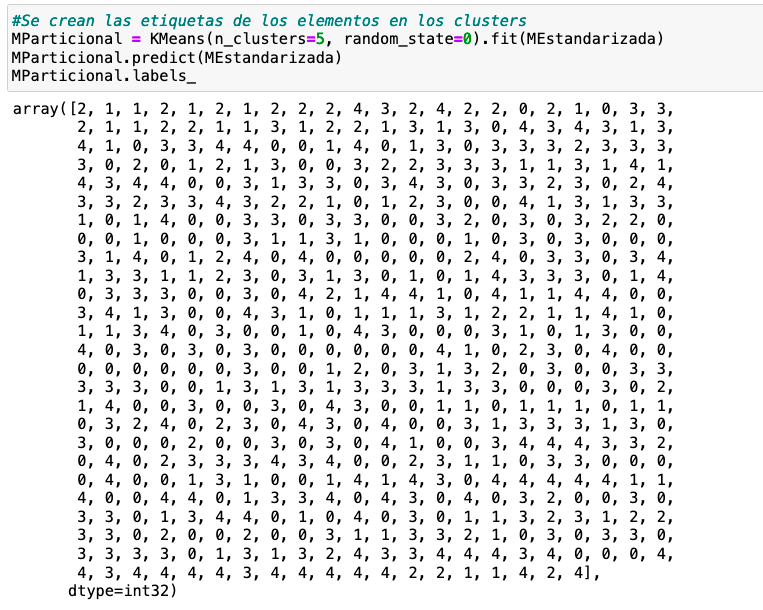 #Se crean las etiquetas de los elementos en los clusters
MParticional = KMeans(n_clusters=5, random_state=0).fit(MEstandarizada)
MParticional.predict(MEstandarizada)
MParticional.labels_
array([2, 1, 1, 2, 1, 2, 1, 2, 2, 2, 4, 3, 2, 4, 2, 2, 0, 2, 1, 0, 3, 3,
2, 1, 1, 2, 2, 1, 1, 3, 1, 2, 2, 1, 3, 1, 3, 0, 4, 3, 4, 3, 1, 3,
4, 1, 0, 3, 3, 4, 4, 0, 0, 1, 4, 0, 1, 3, 0, 3, 3, 3, 2, 3, 3, 3,
3, 0, 2, 0, 1, 2, 1, 3, 0, 0, 3, 2, 2, 3, 3, 3, 1, 1, 3, 1, 4, 1,
4, 3, 4, 4, 0, 0, 3, 1, 3, 3, 0, 3, 4, 3, 0, 3, 3, 2, 3, 0, 2, 4,
3, 3, 2, 3, 3, 4, 3, 2, 2, 1, 0, 1, 2, 3, 0, 0, 4, 1, 3, 1, 3, 3,
1, 0, 1, 4, 0, 0, 3, 3, 0, 3, 3, 0, 0, 3, 2, 0, 3, 0, 3, 2, 2, 0,
0, 0, 1, 0, 0, 0, 3, 1, 1, 3, 1, 0, 0, 0, 1, 0, 3, 0, 3, 0, 0, 0,
3, 1, 4, 0, 1, 2, 4, 0, 4, 0, 0, 0, 0, 0, 2, 4, 0, 3, 3, 0, 3, 4,
1, 3, 3, 1, 1, 2, 3, 0, 3, 1, 3, 0, 1, 0, 1, 4, 3, 3, 3, 0, 1, 4,
0, 3, 3, 3, 0, 0, 3, 0, 4, 2, 1, 4, 4, 1, 0, 4, 1, 1, 4, 4, 0, 0,
3, 4, 1, 3, 0, 0, 4, 3, 1, 0, 1, 1, 1, 3, 1, 2, 2, 1, 1, 4, 1, 0,
1, 1, 3, 4, 0, 3, 0, 0, 1, 0, 4, 3, 0, 0, 0, 3, 1, 0, 1, 3, 0, 0,
4, 0, 3, 0, 3, 0, 3, 0, 0, 0, 0, 0, 0, 4, 1, 0, 2, 3, 0, 4, 0, 0,
0, 0, 0, 0, 0, 3, 0, 0, 1, 2, 0, 3, 1, 3, 2, 0, 3, 0, 0, 3, 3,
3, 3, 3, 0, 0, 1, 3, 1, 3, 1, 3, 3, 3, 1, 3, 3, 0, 0, 0, 3, 0, 2,
1, 4, 0, 0, 3, 0, 0, 3, 0, 4, 3, 0, 0, 1, 1, 0, 1, 1, 1, 0, 1, 1,
0, 3, 2, 4, 0, 2, 3, 0, 4, 3, 0, 4, 0, 0, 3, 1, 3, 3, 3, 1, 3, 0,
3, 0, 0, 0, 2, 0, 0, 3, 0, 3, 0, 4, 1, 0, 0, 3, 4, 4, 4, 3, 3, 2,
0, 4, 0, 2, 3, 3, 3, 4, 3, 4, 0, 0, 2, 3, 1, 1, 0, 3, 3, 0, 0, 0,
0, 4, 0, 0, 1, 3, 1, 0, 0, 1, 4, 1, 4, 3, 0, 4, 4, 4, 4, 4, 1, 1,
4, 0, 0, 4, 4, 0, 1, 3, 3, 4, 0, 4, 3, 0, 4, 0, 3, 2, 0, 0, 3, 0,
3, 3, 0, 1, 3, 4, 4, 0, 1, 0, 4, 0, 3, 0, 1, 1, 3, 2, 3, 1, 2, 2,
3, 3, 0, 2, 0, 0, 2, 0, 0, 3, 1, 1, 3, 3, 2, 1, 0, 3, 0, 3, 3, 0,
3, 3, 3, 3, 0, 1, 3, 1, 3, 2, 4, 3, 3, 4, 4, 4, 3, 4, 0, 0, 0, 4,
4, 3, 4, 4, 4, 4, 3, 4, 4, 4, 4, 4, 2, 2, 1, 1, 4, 2, 4],
dtype=int32)